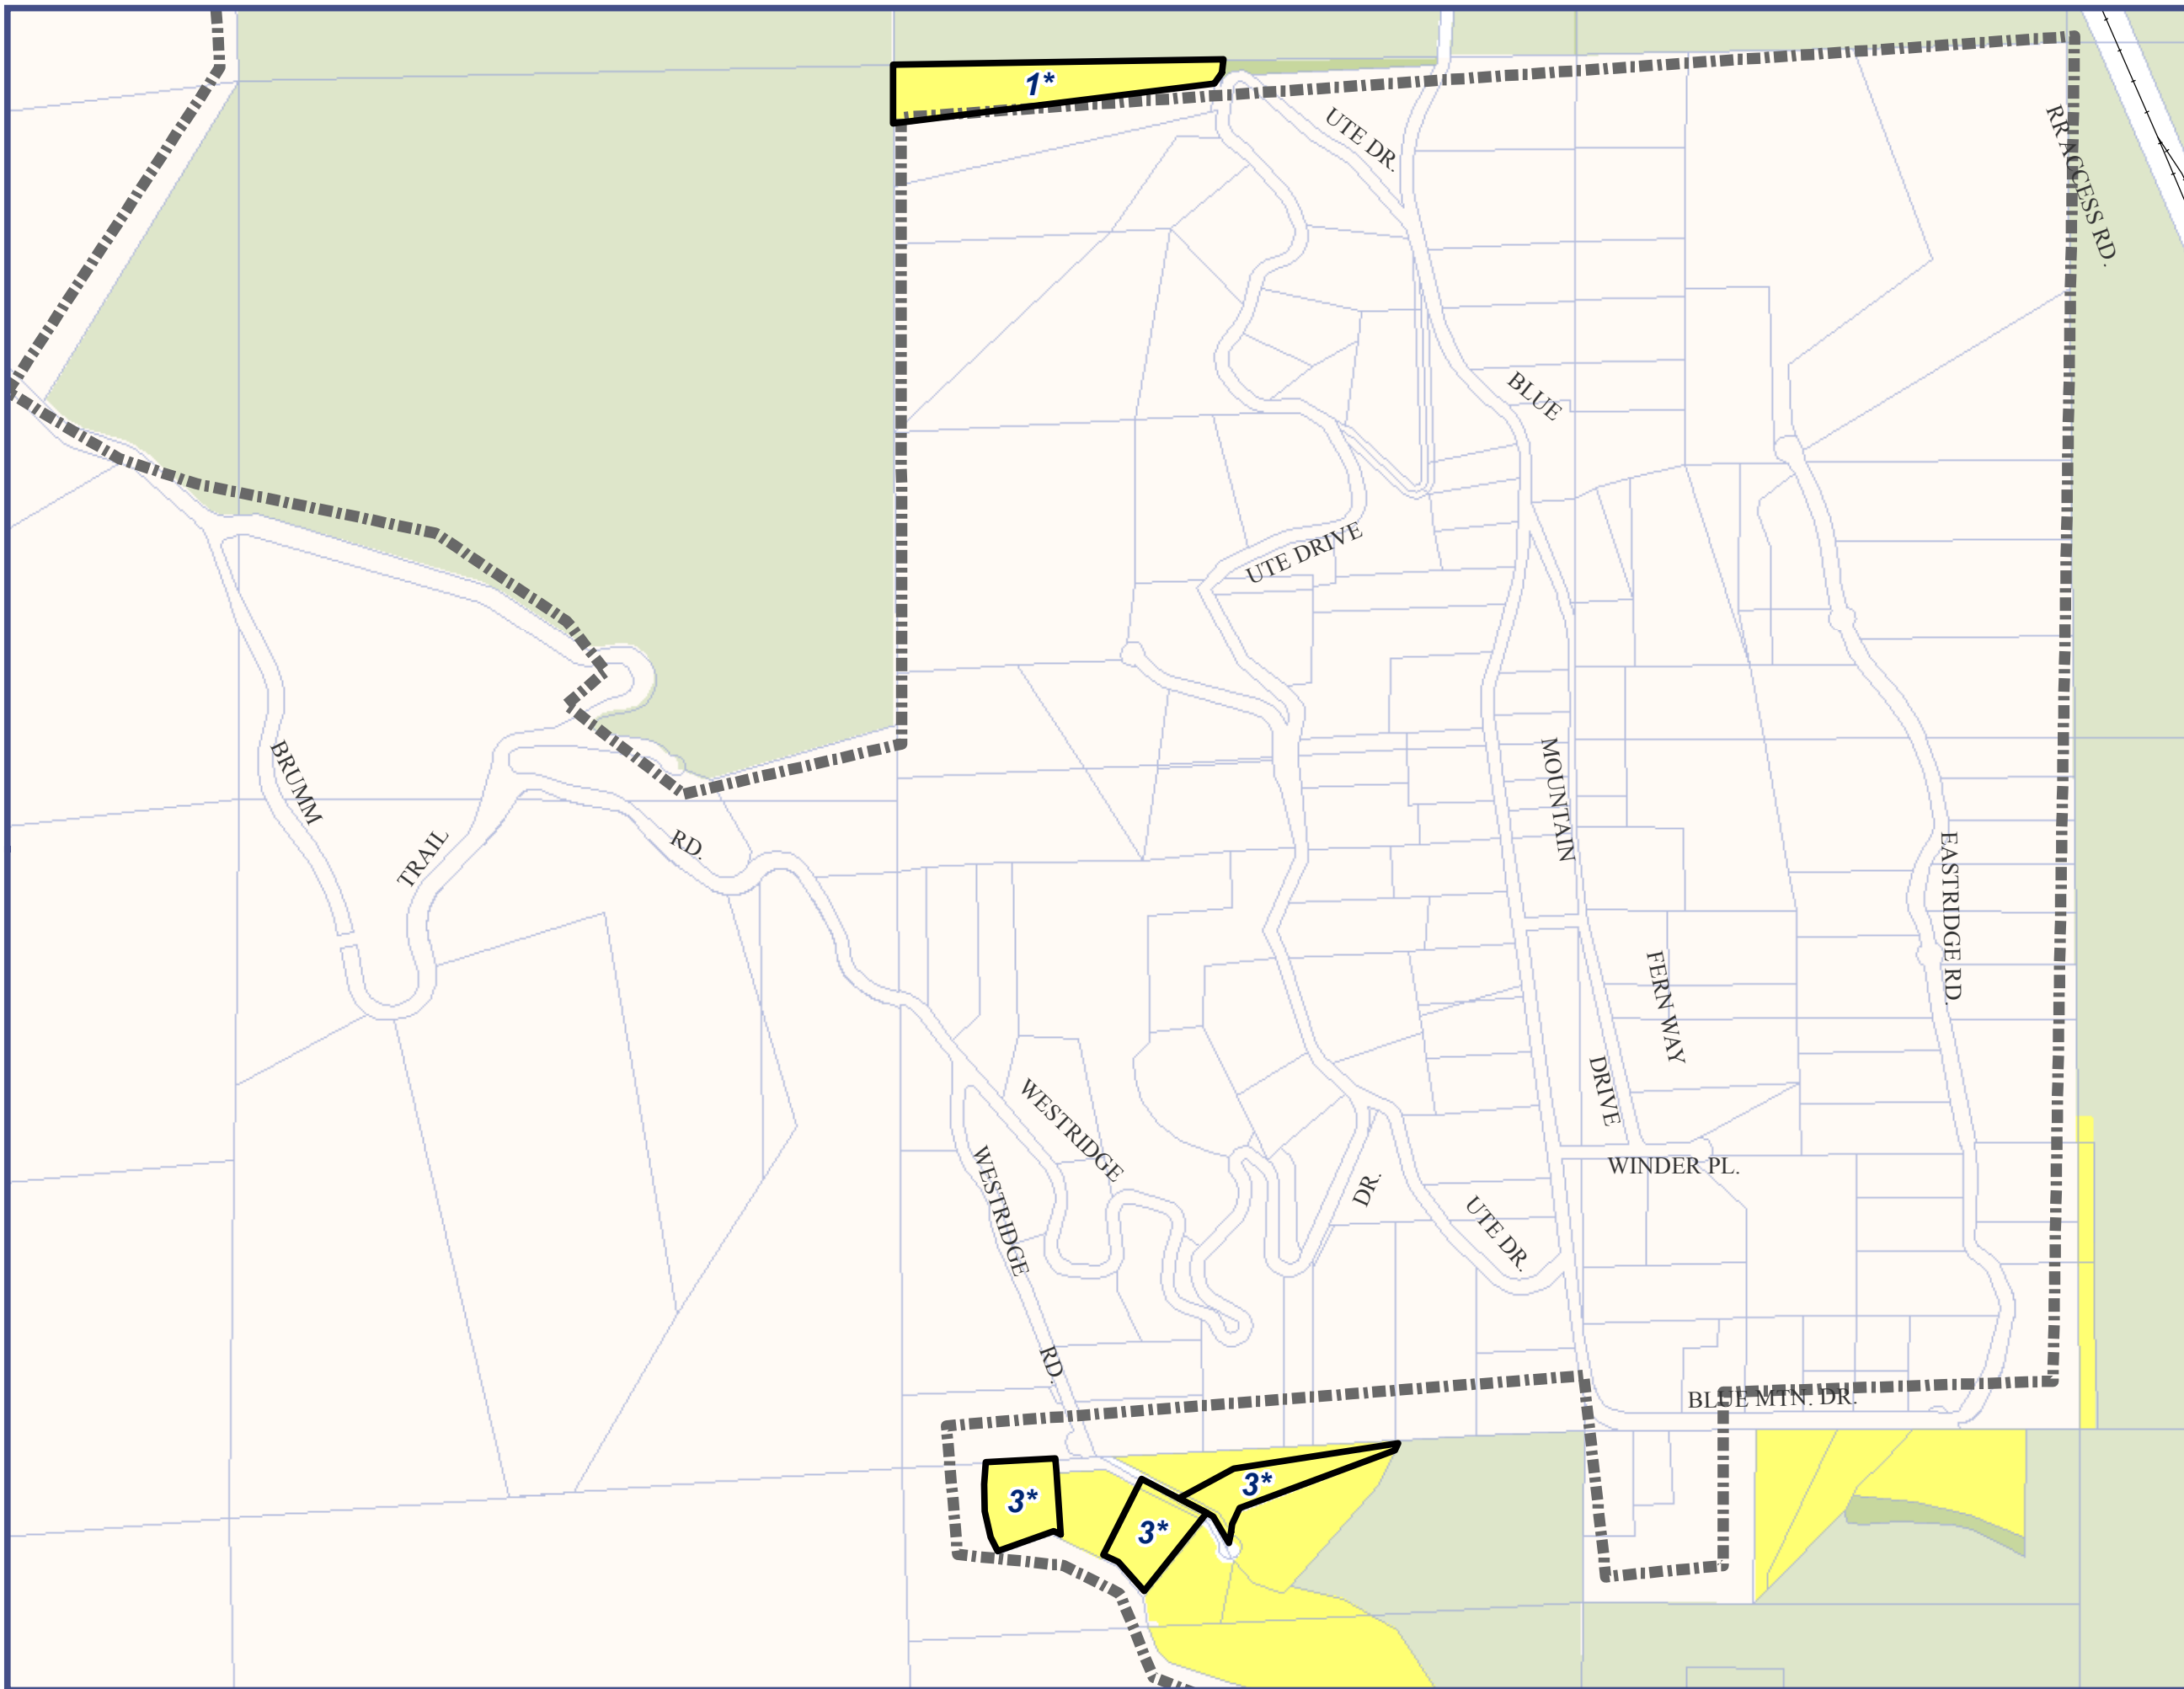 1*
UTE DR.
RR ACCESS RD.
BLUE
UTE DRIVE
BRUMM
TRAIL
RD.
MOUNTAIN
EASTRIDGE RD.
FERN WAY
DRIVE
WESTRIDGE
WESTRIDGE
WINDER PL.
DR.
UTE DR.
RD.
BLUE MTN. DR.
3*
3*
3*